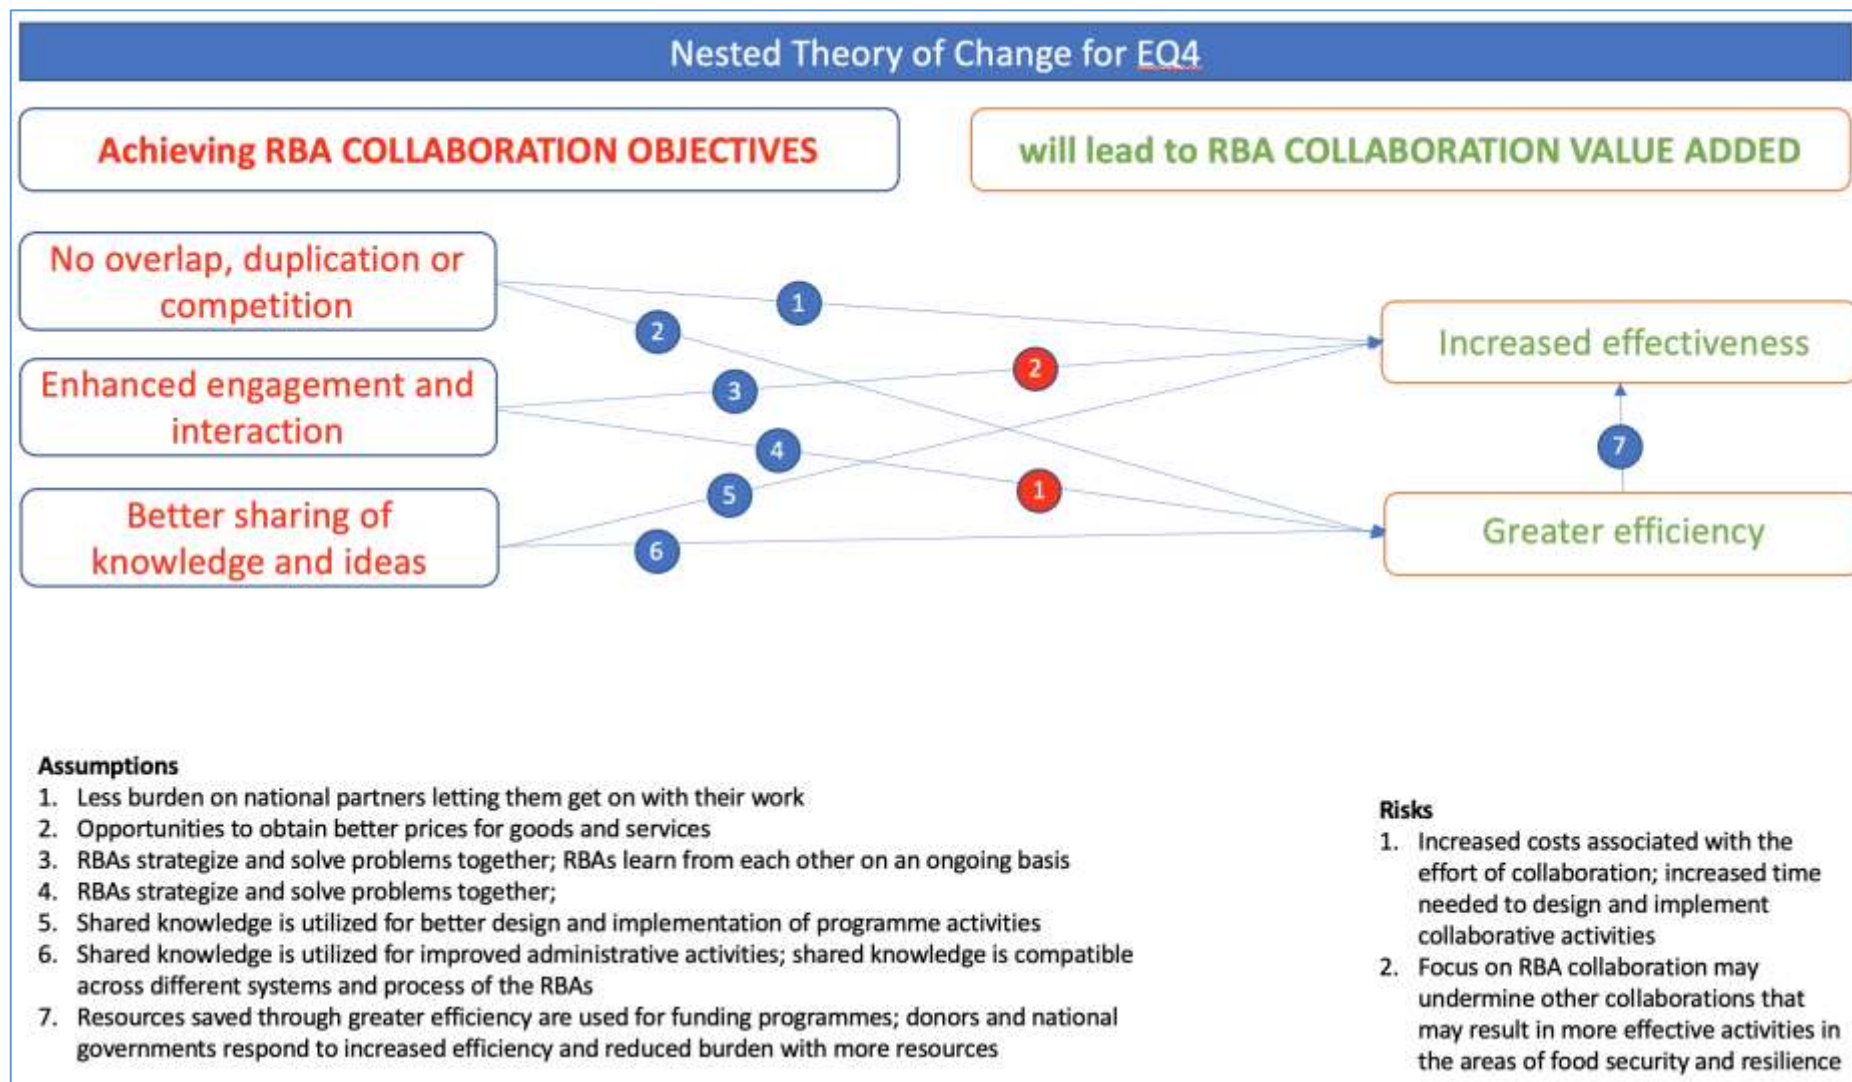 Nested Theory of Change for EQ4
Achieving RBA COLLABORATION OBJECTIVES
will lead to RBA COLLABORATION VALUE ADDED
No overlap, duplication or
competition
1
2
Increased effectiveness
Enhanced engagement and
interaction
3
2
4
7
Better sharing of
knowledge and ideas
5
1
6
Greater efficiency
Assumptions
1. Less burden on national partners letting them get on with their work
2. Opportunities to obtain better prices for goods and services
3. RBAs strategize and solve problems together; RBAs learn from each other on an ongoing basis
4. RBAs strategize and solve problems together;
5. Shared knowledge is utilized for better design and implementation of programme activities
6. Shared knowledge is utilized for improved administrative activities; shared knowledge is compatible
across different systems and process of the RBAs
7. Resources saved through greater efficiency are used for funding programmes; donors and national
governments respond to increased efficiency and reduced burden with more resources
Risks
1. Increased costs associated with the
effort of collaboration; increased time
needed to design and implement
collaborative activities
2. Focus on RBA collaboration may
undermine other collaborations that
may result in more effective activities in
the areas of food security and resilience